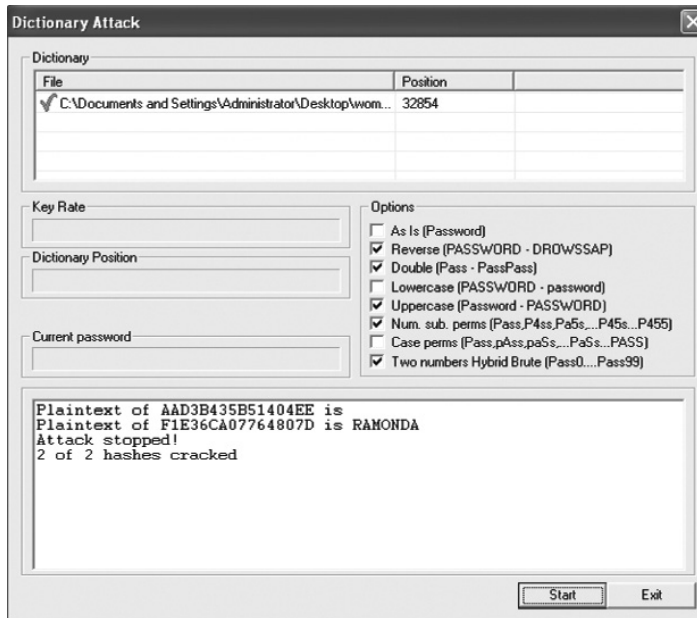 Dictionary Attack
Dictionary
File Position
C:\Documents and Settings\Administrator\Desktop\wom... 32854
Key Rate
Dictionary Position
Current password
Options
As Is (Password)
Reverse (PASSWORD - DROWSSAP)
Double (Pass - PassPass)
Lowercase (PASSWORD - password)
Uppercase (Password - PASSWORD)
Num. sub. perms (Pass,P4ss,Pa5s,...P45s...P455)
Case perms (Pass,pAss,paSs,...PaSs...PASS)
Two numbers Hybrid Brute (Pass0....Pass99)
Plaintext of AAD3B435B51404EE is
Plaintext of F1E36CA07764807D is RAMONDA
Attack stopped!
2 of 2 hashes cracked
Start Exit